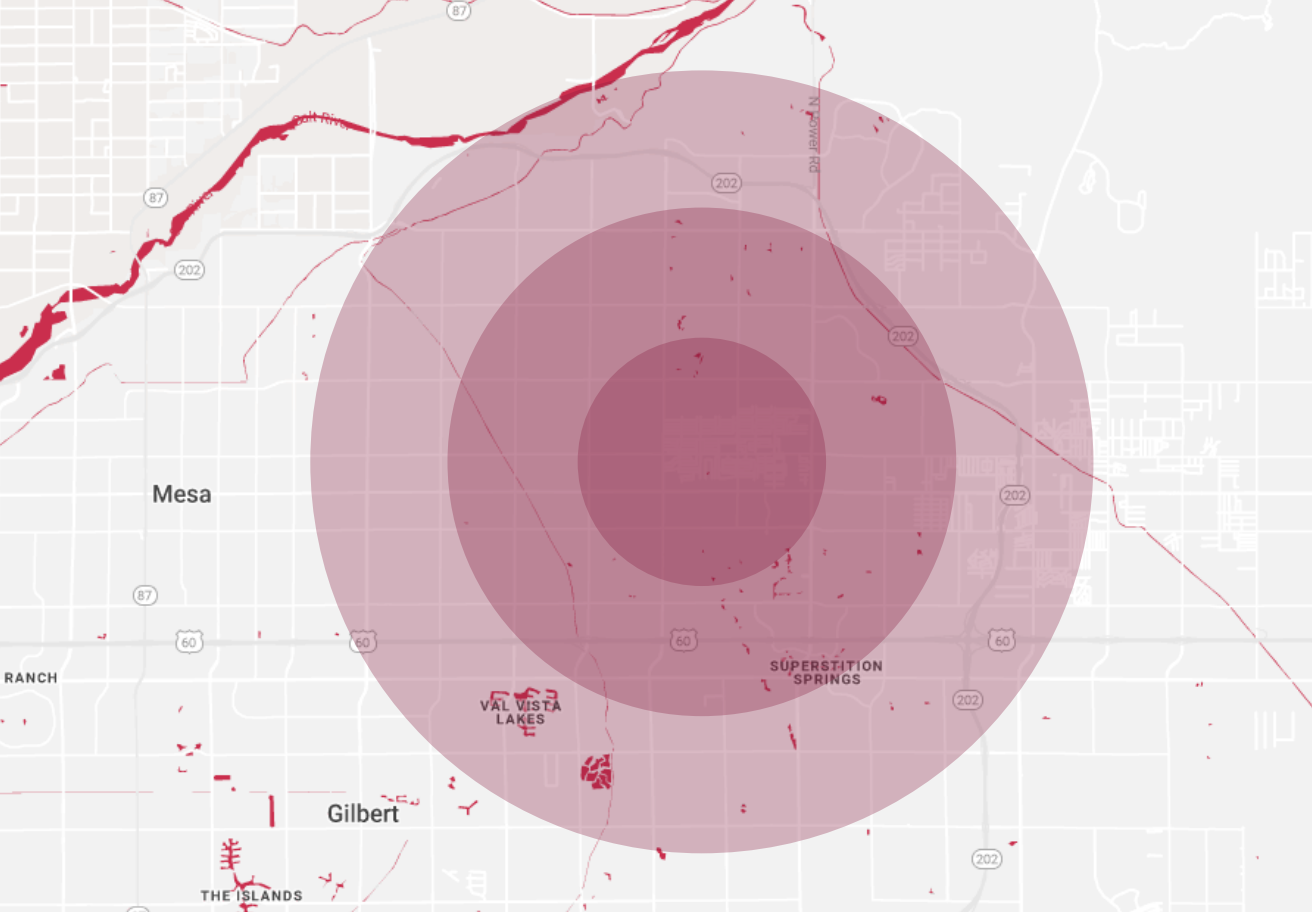 87
Salt River
N Power Rd
202
87
River
202
202
Mesa
202
87
60
60
60
60
RANCH
SUPERSTITION
SPRINGS
202
VAL VISTA
LAKES
Gilbert
202
THE ISLANDS